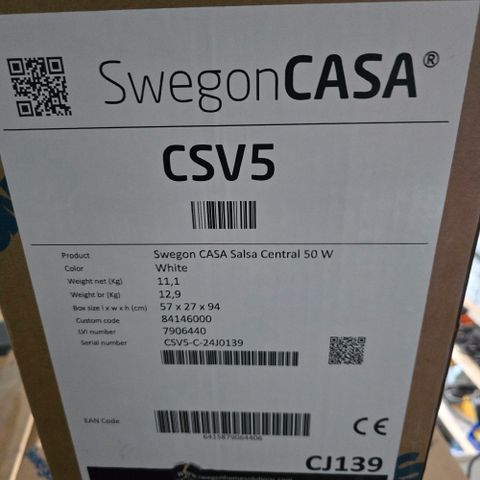 SwegonCASA®
CSV5
Product Swegon CASA Salsa Central 50 W
Color White
Weight net (Kg) 11,1
Weight br (Kg) 12,9
Box size l x w x h (cm) 57 x 27 x 94
Custom code 84146000
LVI number 7906440
Serial number CSV5-C-24J0139
EAN Code
6415879064406
CE
CJ139